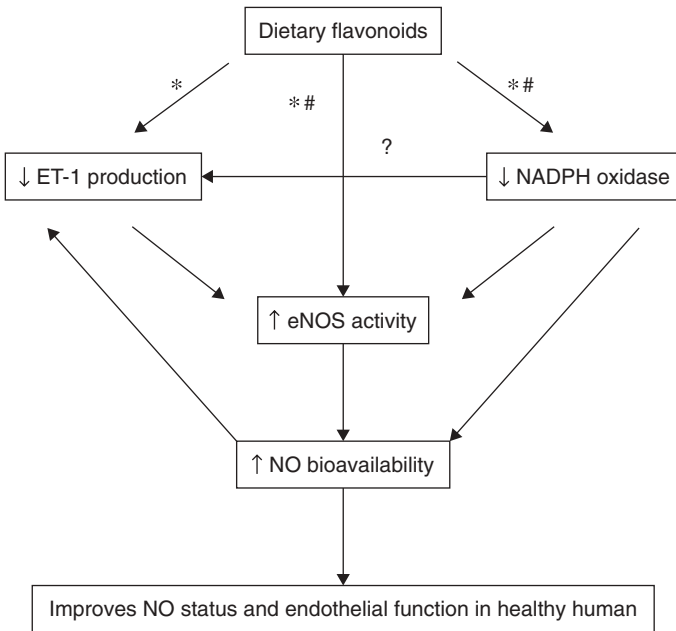 Dietary flavonoids
*
* #
* #
?
↓ ET-1 production
↓ NADPH oxidase
↑ eNOS activity
↑ NO bioavailability
Improves NO status and endothelial function in healthy human